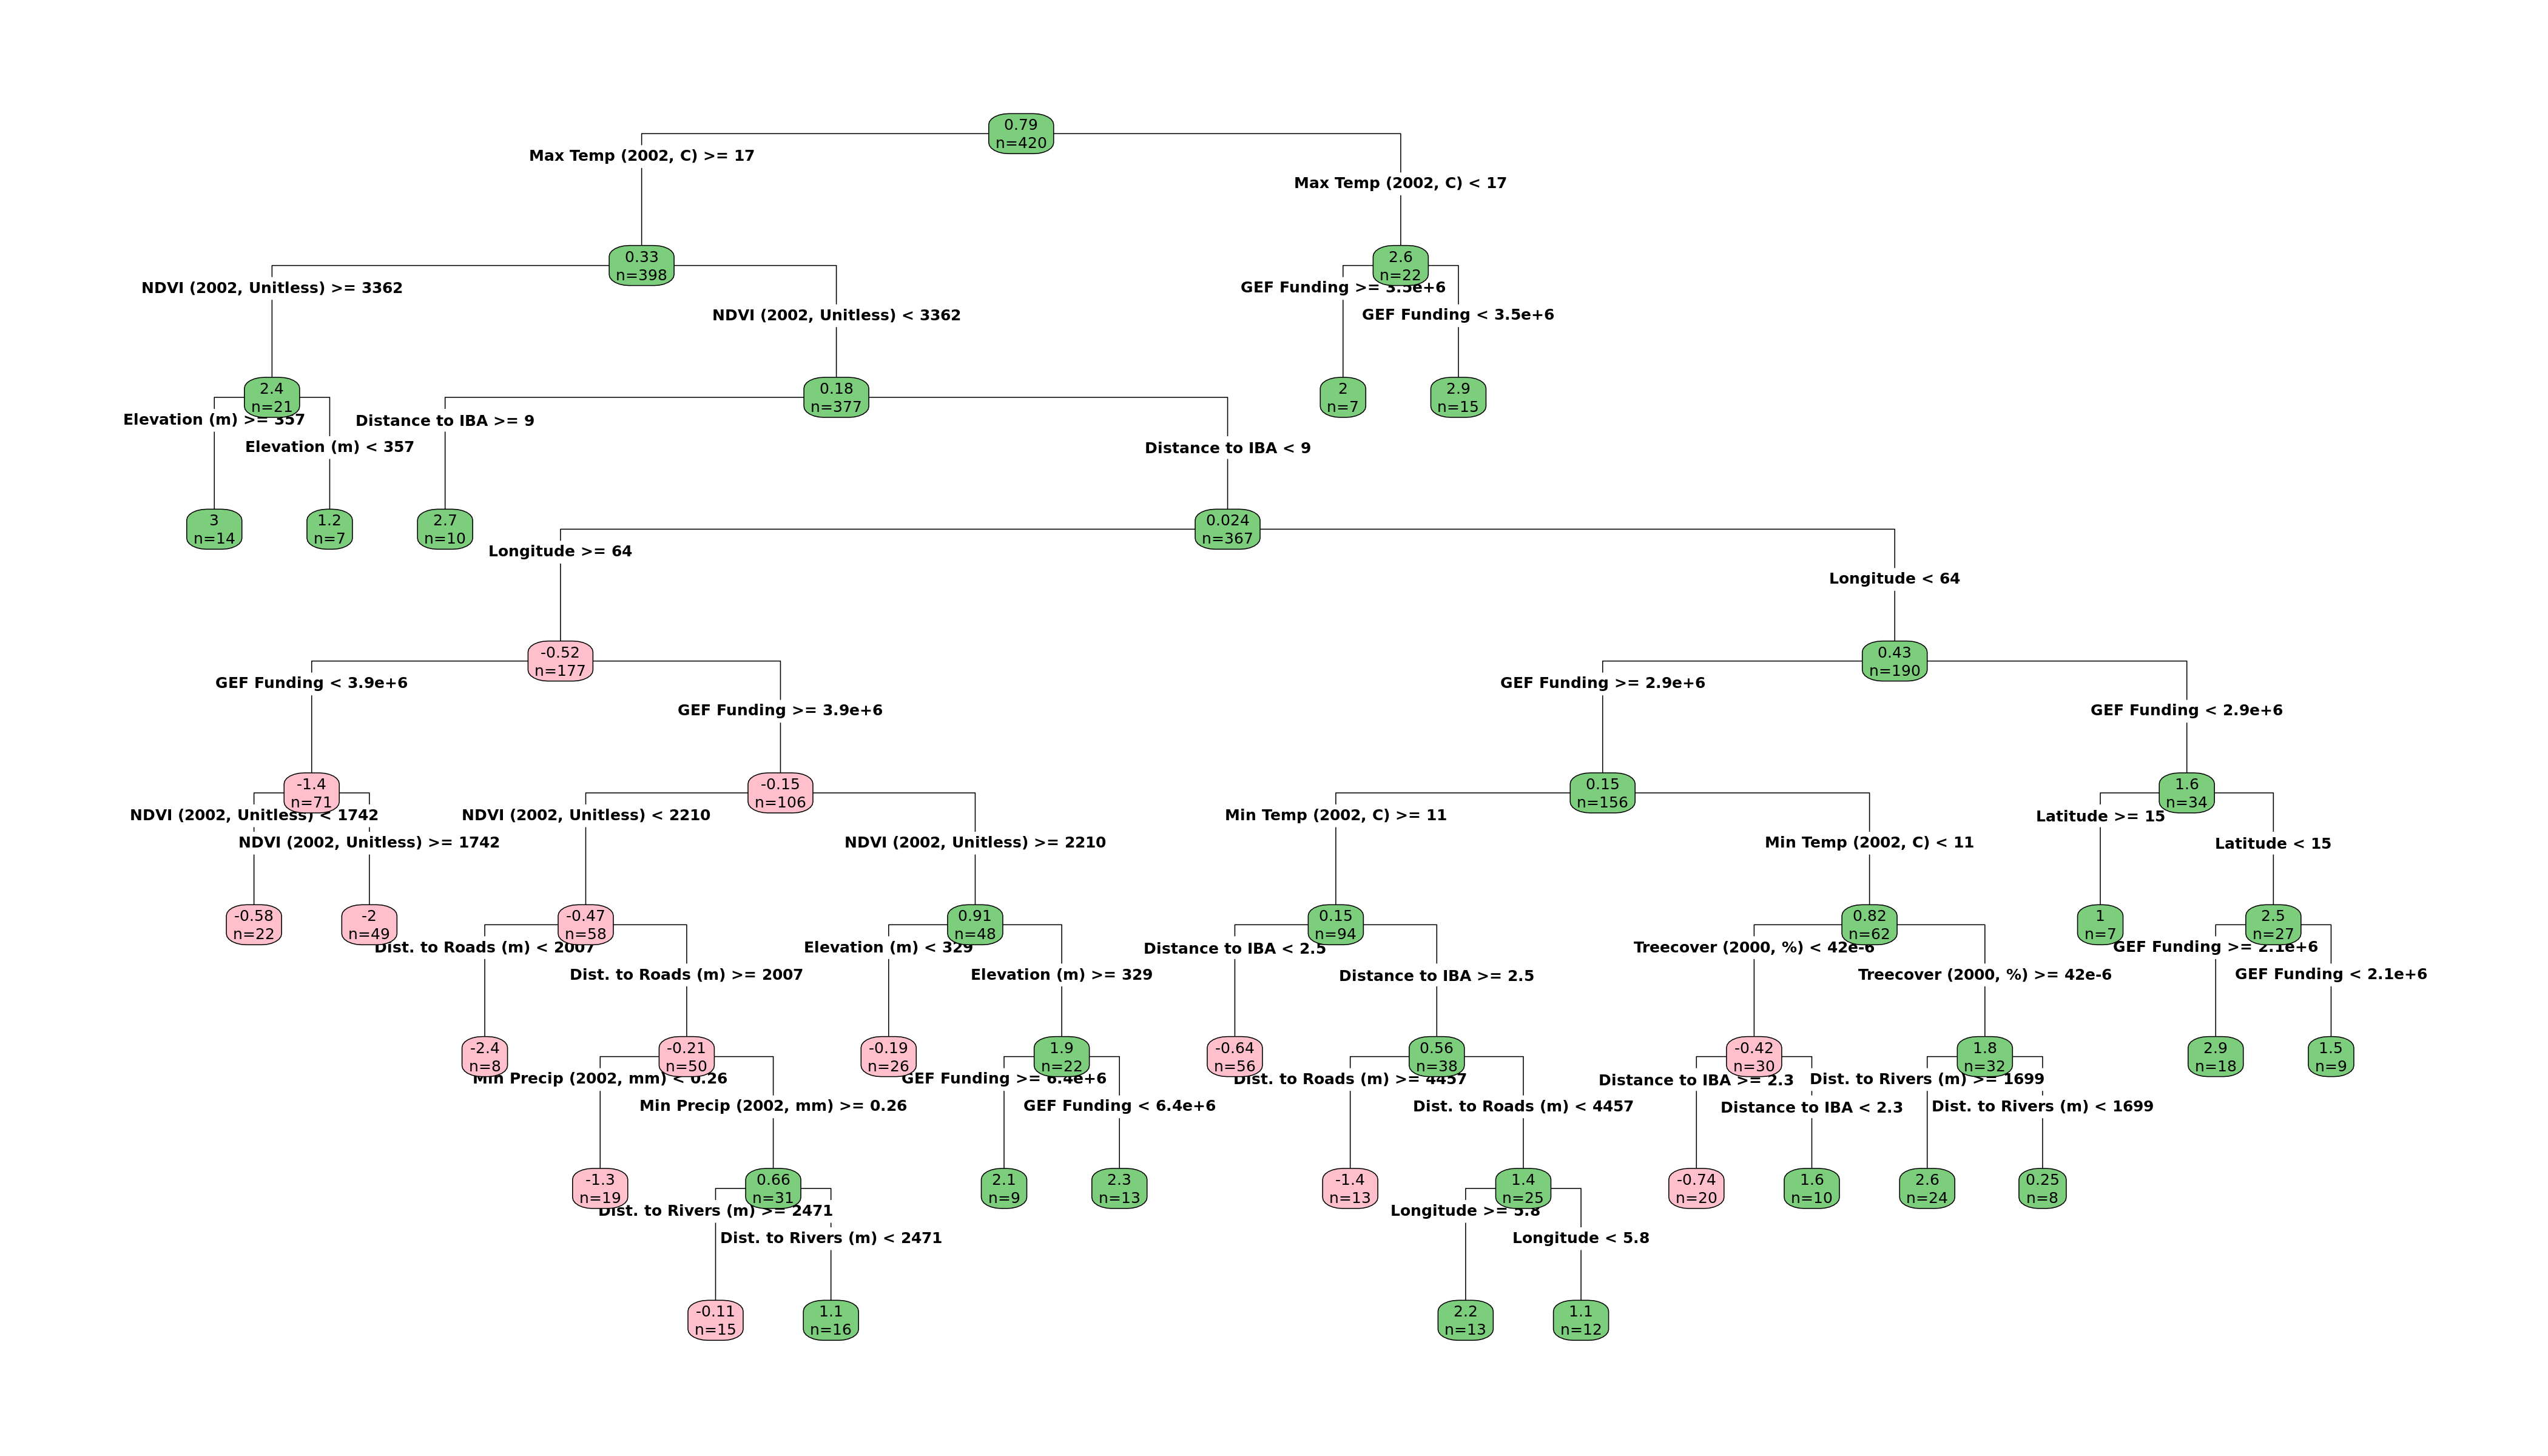 0.79
n=420
Max Temp (2002, C) >= 17
Max Temp (2002, C) < 17
0.33
n=398
2.6
n=22
NDVI (2002, Unitless) >= 3362
NDVI (2002, Unitless) < 3362
GEF Funding >= 3.5e+6
GEF Funding < 3.5e+6
2.4
n=21
0.18
n=377
2
n=7
2.9
n=15
Elevation (m) >= 357
Elevation (m) < 357
Distance to IBA >= 9
Distance to IBA < 9
3
n=14
1.2
n=7
2.7
n=10
0.024
n=367
Longitude >= 64
Longitude < 64
-0.52
n=177
0.43
n=190
GEF Funding < 3.9e+6
GEF Funding >= 3.9e+6
GEF Funding >= 2.9e+6
GEF Funding < 2.9e+6
-1.4
n=71
-0.15
n=106
0.15
n=156
1.6
n=34
NDVI (2002, Unitless) < 1742
NDVI (2002, Unitless) >= 1742
NDVI (2002, Unitless) < 2210
NDVI (2002, Unitless) >= 2210
Min Temp (2002, C) >= 11
Min Temp (2002, C) < 11
Latitude >= 15
Latitude < 15
-0.58
n=22
-2
n=49
-0.47
n=58
0.91
n=48
0.15
n=94
0.82
n=62
1
n=7
2.5
n=27
Dist. to Roads (m) < 2007
Dist. to Roads (m) >= 2007
Elevation (m) < 329
Elevation (m) >= 329
Distance to IBA < 2.5
Distance to IBA >= 2.5
Treecover (2000, %) < 42e-6
Treecover (2000, %) >= 42e-6
GEF Funding >= 2.1e+6
GEF Funding < 2.1e+6
-2.4
n=8
-0.21
n=50
-0.19
n=26
1.9
n=22
-0.64
n=56
0.56
n=38
-0.42
n=30
1.8
n=32
2.9
n=18
1.5
n=9
Min Precip (2002, mm) < 0.26
Min Precip (2002, mm) >= 0.26
GEF Funding >= 6.4e+6
GEF Funding < 6.4e+6
Dist. to Roads (m) >= 4457
Dist. to Roads (m) < 4457
Distance to IBA >= 2.3
Distance to IBA < 2.3
Dist. to Rivers (m) >= 1699
Dist. to Rivers (m) < 1699
-1.3
n=19
0.66
n=31
2.1
n=9
2.3
n=13
-1.4
n=13
1.4
n=25
-0.74
n=20
1.6
n=10
2.6
n=24
0.25
n=8
Dist. to Rivers (m) >= 2471
Dist. to Rivers (m) < 2471
Longitude >= 5.8
Longitude < 5.8
-0.11
n=15
1.1
n=16
2.2
n=13
1.1
n=12